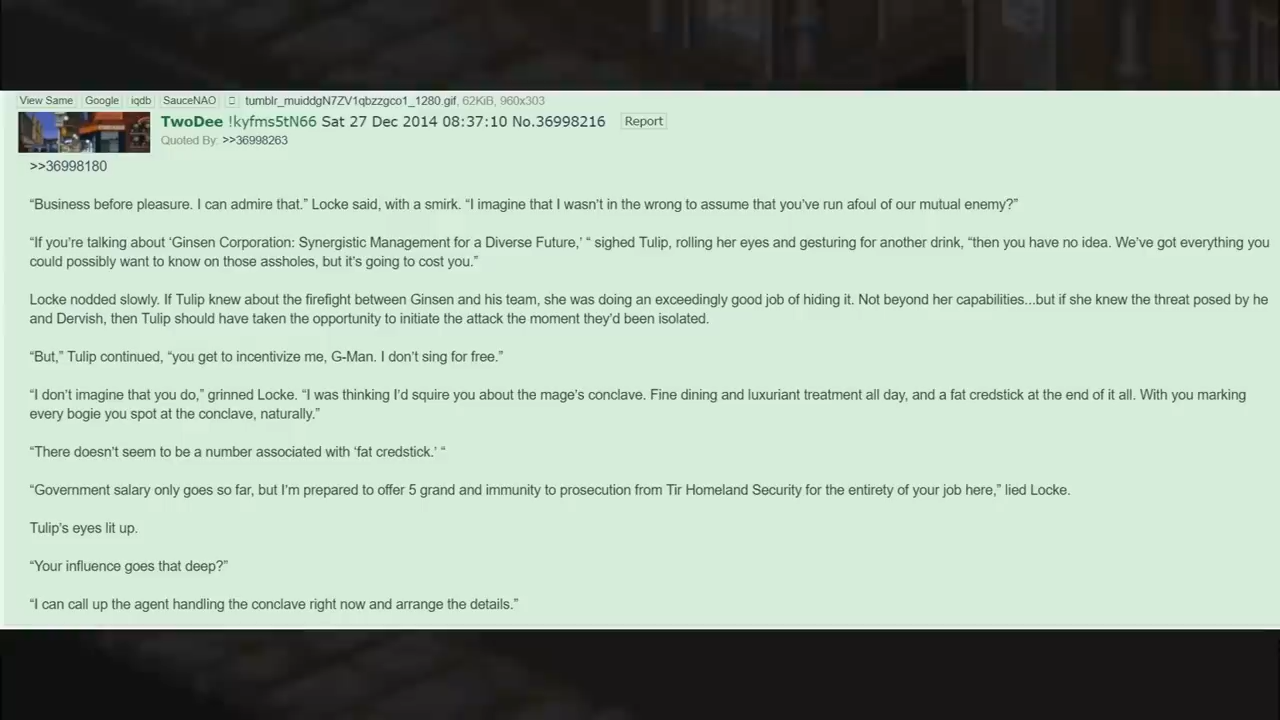 View Same Google iqdb SauceNAO tumblr_muiddgN7ZV1qbzzgco1_1280.gif, 62KiB, 960x303
TwoDee !kyfms5tN66 Sat 27 Dec 2014 08:37:10 No.36998216 Report
Quoted By: >>36998263
>>36998180
“Business before pleasure. I can admire that.” Locke said, with a smirk. “I imagine that I wasn’t in the wrong to assume that you’ve run afoul of our mutual enemy?”
“If you’re talking about ‘Ginsen Corporation: Synergistic Management for a Diverse Future,’ “ sighed Tulip, rolling her eyes and gesturing for another drink, “then you have no idea. We’ve got everything you
could possibly want to know on those assholes, but it’s going to cost you.”
Locke nodded slowly. If Tulip knew about the firefight between Ginsen and his team, she was doing an exceedingly good job of hiding it. Not beyond her capabilities...but if she knew the threat posed by he
and Dervish, then Tulip should have taken the opportunity to initiate the attack the moment they’d been isolated.
“But,” Tulip continued, “you get to incentivize me, G-Man. I don’t sing for free.”
“I don’t imagine that you do,” grinned Locke. “I was thinking I’d squire you about the mage’s conclave. Fine dining and luxuriant treatment all day, and a fat credstick at the end of it all. With you marking
every bogie you spot at the conclave, naturally.”
“There doesn’t seem to be a number associated with ‘fat credstick.’ “
“Government salary only goes so far, but I’m prepared to offer 5 grand and immunity to prosecution from Tir Homeland Security for the entirety of your job here,” lied Locke.
Tulip’s eyes lit up.
“Your influence goes that deep?”
“I can call up the agent handling the conclave right now and arrange the details.”